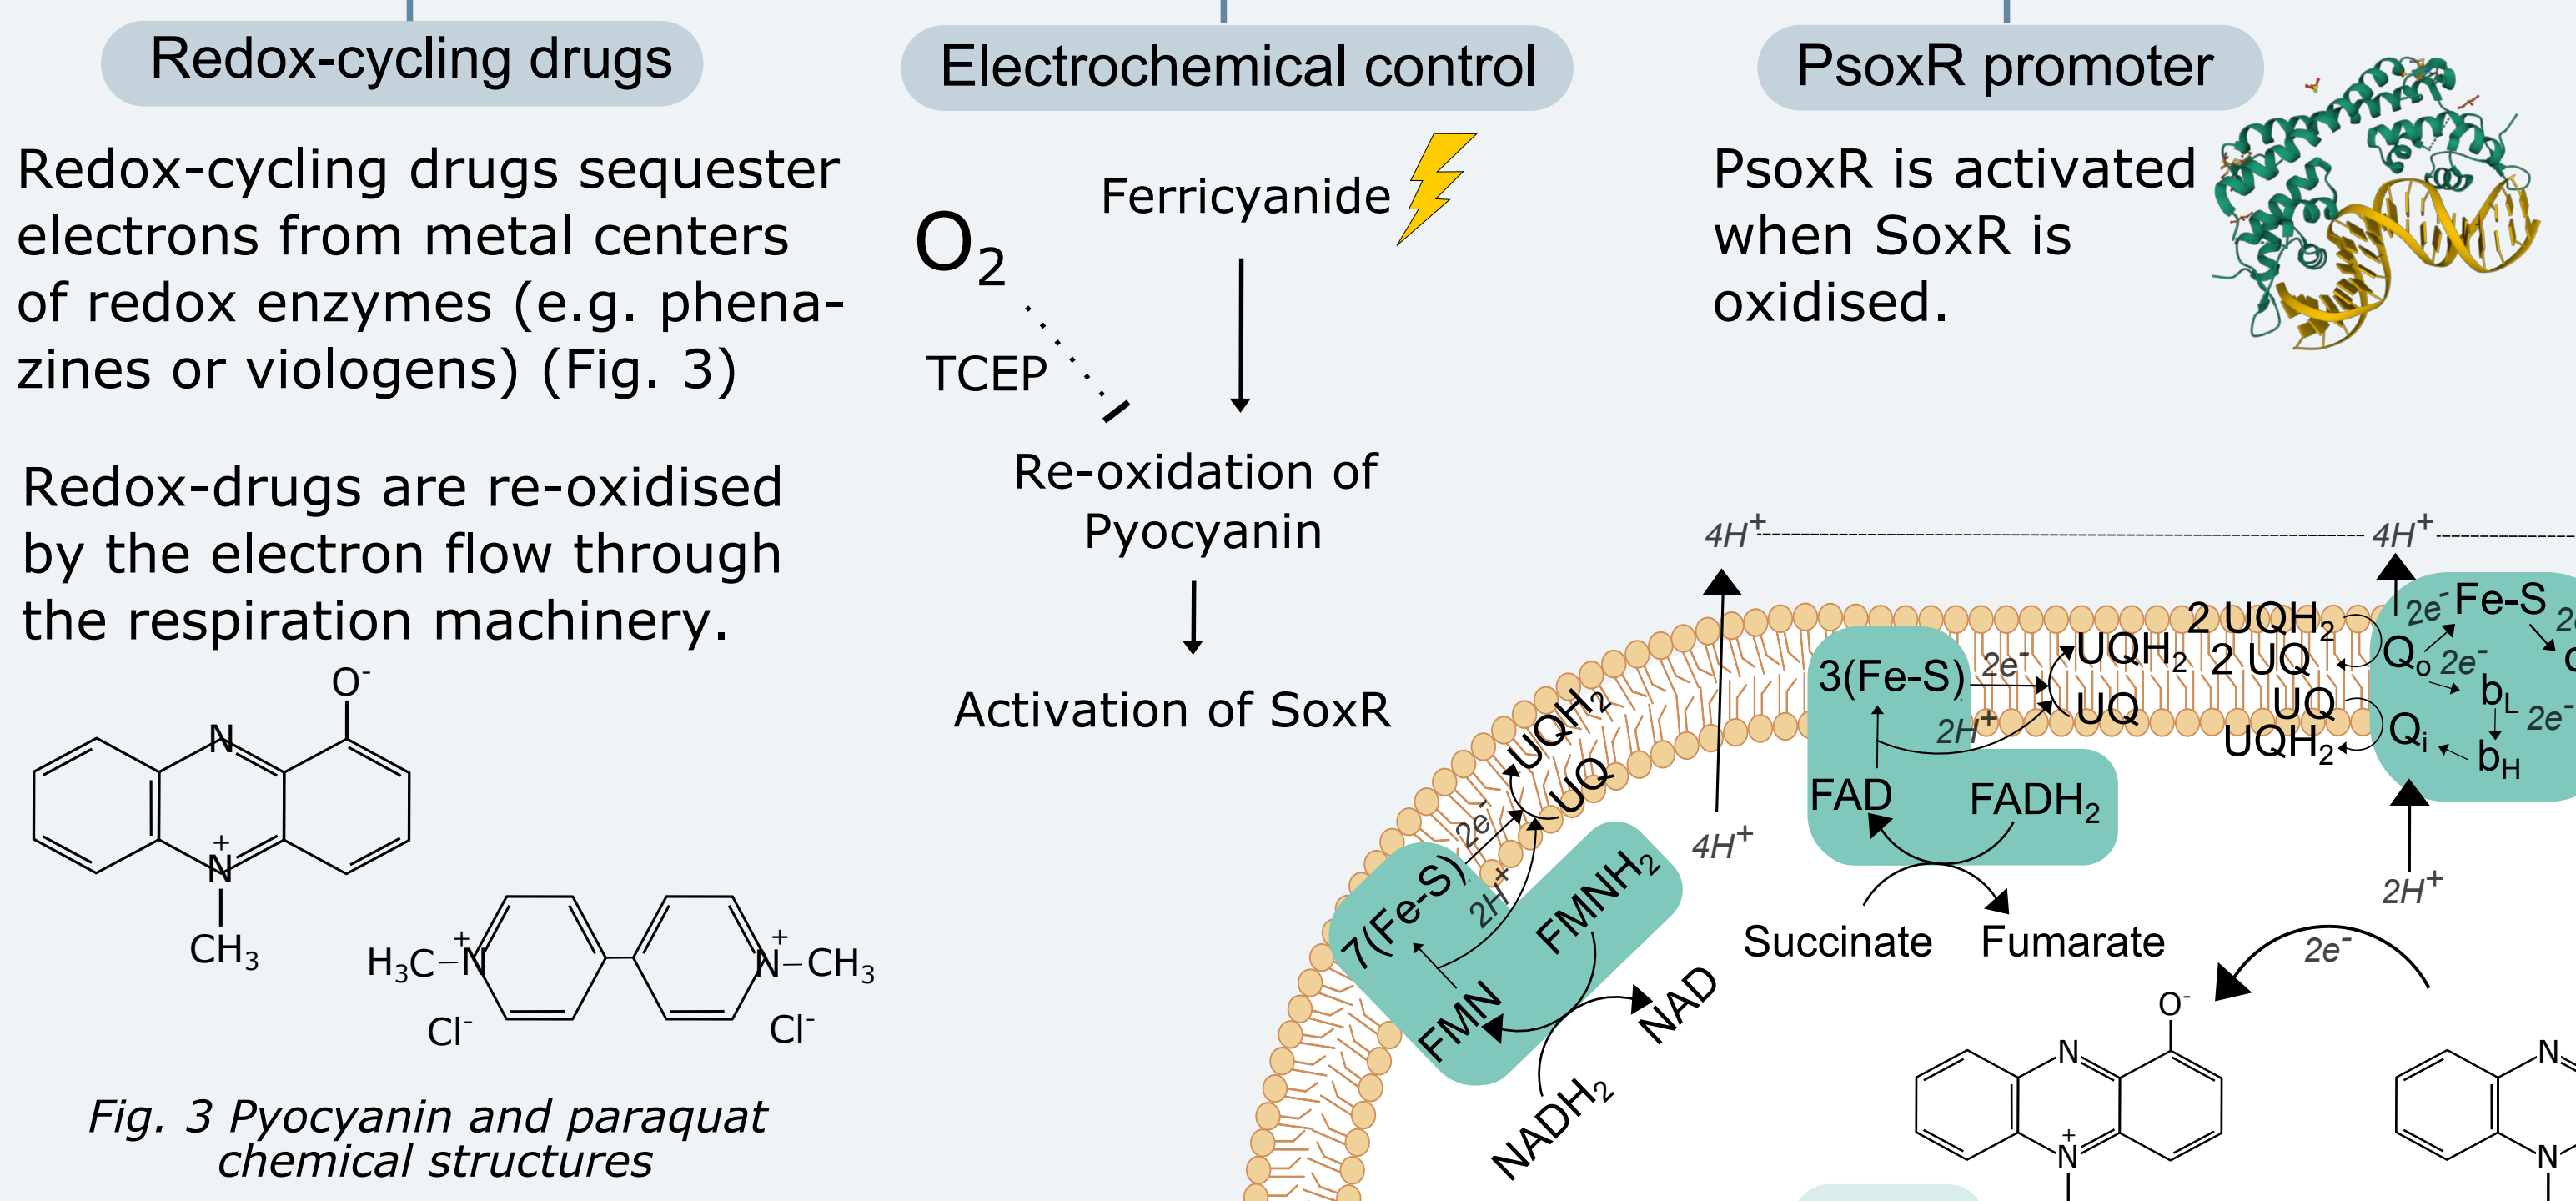 Redox-cycling drugs
Redox-cycling drugs sequester
electrons from metal centers
of redox enzymes (e.g. phena-
zines or viologens) (Fig. 3)
Redox-drugs are re-oxidised
by the electron flow through
the respiration machinery.
O⁻
N
N⁺
CH₃
H₃C-N⁺
N⁺-CH₃
Cl⁻
Cl⁻
Fig. 3 Pyocyanin and paraquat
chemical structures
Electrochemical control
Ferricyanide
O₂
TCEP
Re-oxidation of
Pyocyanin
Activation of SoxR
PsoxR promoter
PsoxR is activated
when SoxR is
oxidised.
4H⁺
4H⁺
4H⁺
7(Fe-S)
2e⁻
2H⁺
UQH₂
UQ
FMNH₂
FMN
NAD
NADH₂
3(Fe-S)
2e⁻
UQH₂
2H⁺
UQ
FAD
FADH₂
Succinate
Fumarate
2 UQH₂
2 UQ
UQ
UQH₂
2e⁻
Fe-S
Qₒ
2e⁻
b_L
2e⁻
Qᵢ
b_H
2H⁺
2e⁻
O⁻
N
N⁺
N
N